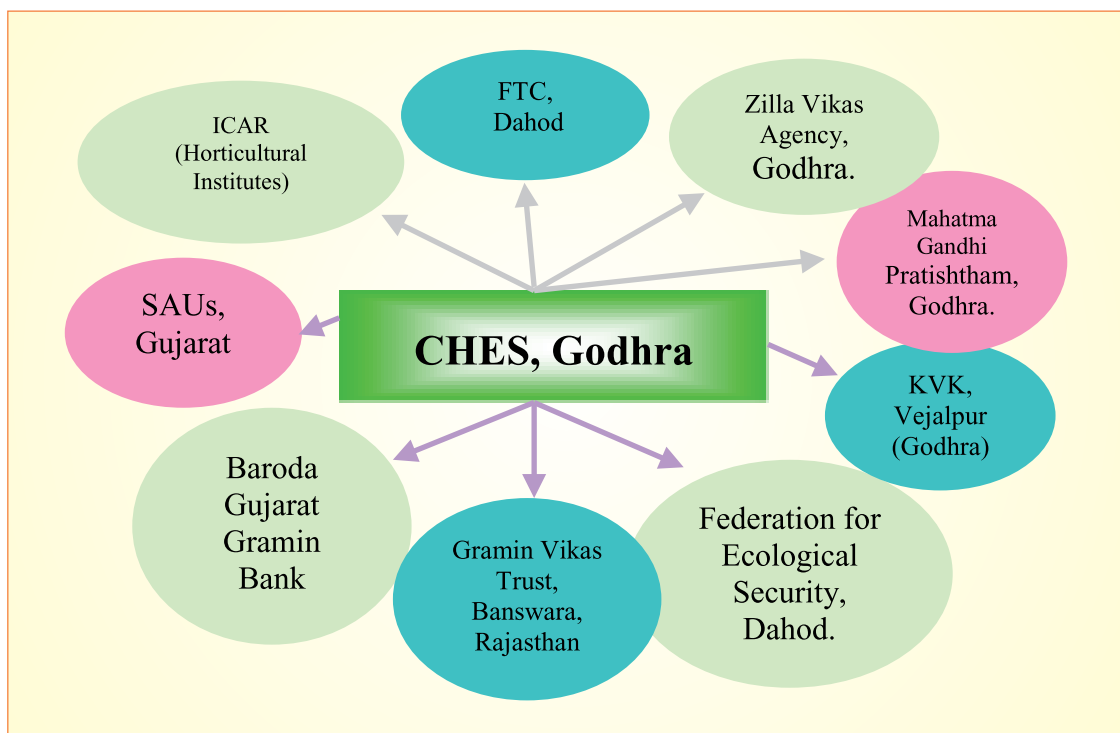 FTC,
Dahod
Zilla Vikas
Agency,
Godhra.
ICAR
(Horticultural
Institutes)
Mahatma
Gandhi
Pratishtham,
Godhra.
SAUs,
Gujarat
CHES, Godhra
KVK,
Vejalpur
(Godhra)
Baroda
Gujarat
Gramin
Bank
Gramin Vikas
Trust,
Banswara,
Rajasthan
Federation for
Ecological
Security,
Dahod.